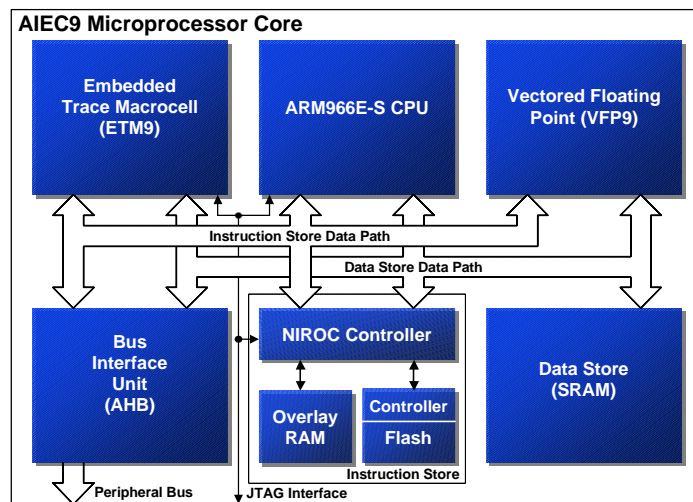 AIEC9 Microprocessor Core
Embedded
Trace Macrocell
(ETM9)
ARM966E-S CPU
Vectored Floating
Point (VFP9)
Instruction Store Data Path
Data Store Data Path
Bus
Interface
Unit
(AHB)
NIROC Controller
Data Store
(SRAM)
Overlay
RAM
Controller
Flash
Instruction Store
Peripheral Bus
JTAG Interface